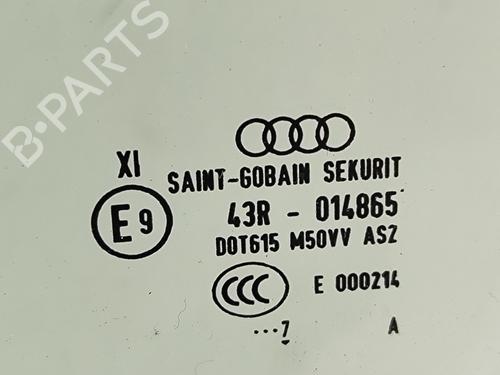 B-PARTS
XI
SAINT-GOBAIN SEKURIT
E9
43R - 014865
DOT615 M50VV AS2
CCC
E 000214
...7 A